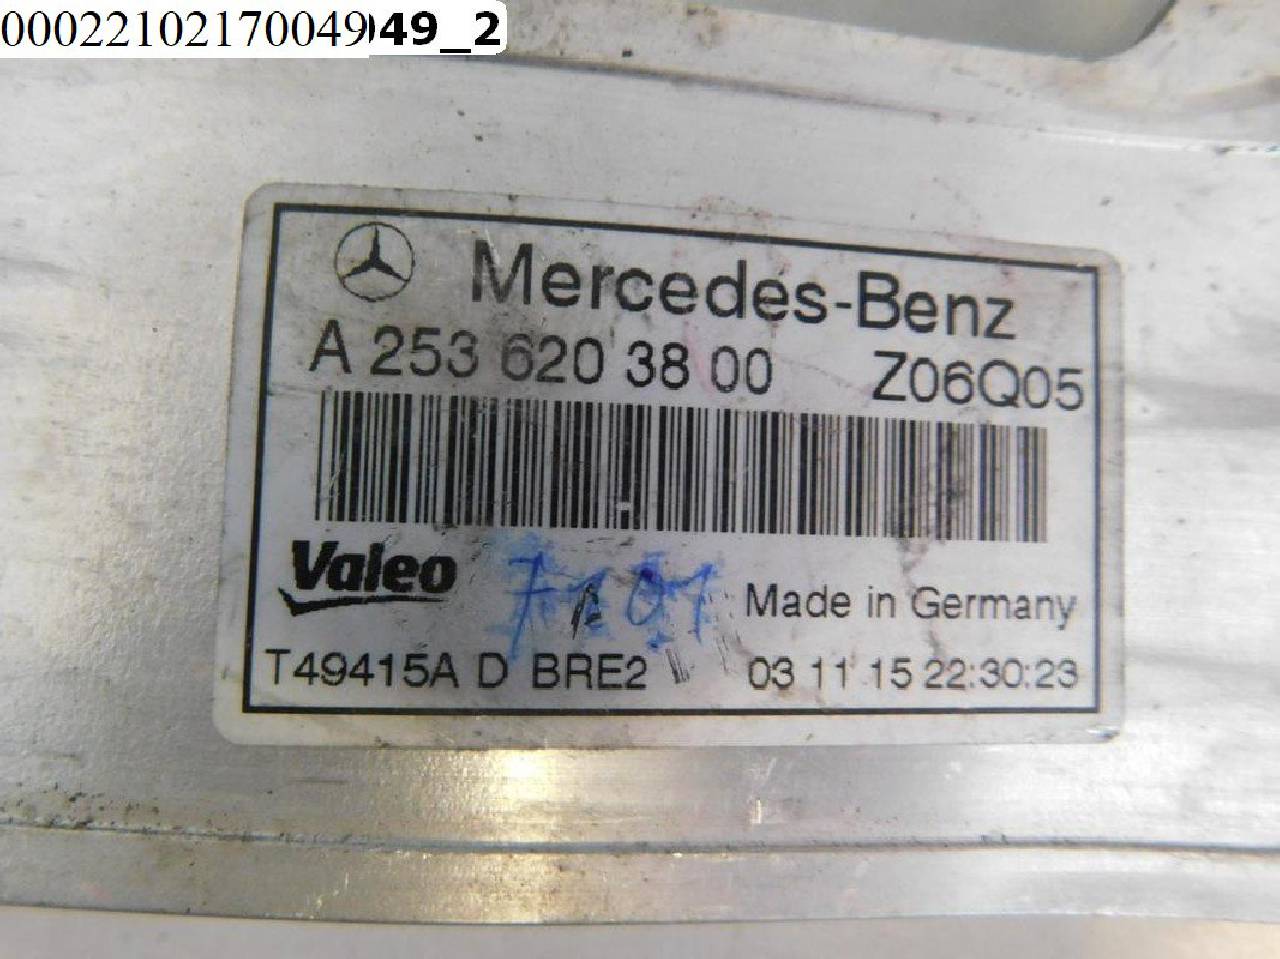 00022102170049049_2
Mercedes-Benz
A 253 620 38 00 Z06Q05
Valeo
Made in Germany
T49415A D BRE2 03 11 15 22:30:23